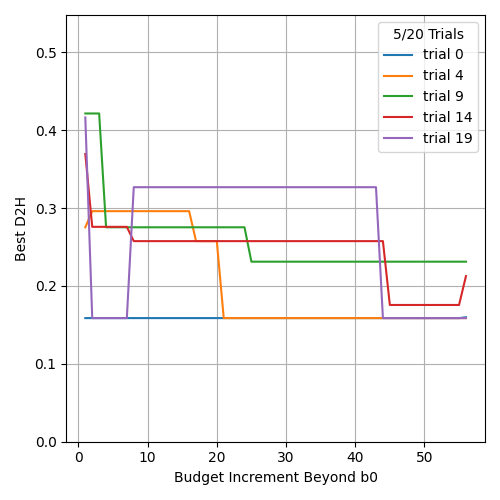 5/20 Trials
trial 0
trial 4
trial 9
trial 14
trial 19
Best D2H
0.5
0.4
0.3
0.2
0.1
0.0
0 10 20 30 40 50
Budget Increment Beyond b0